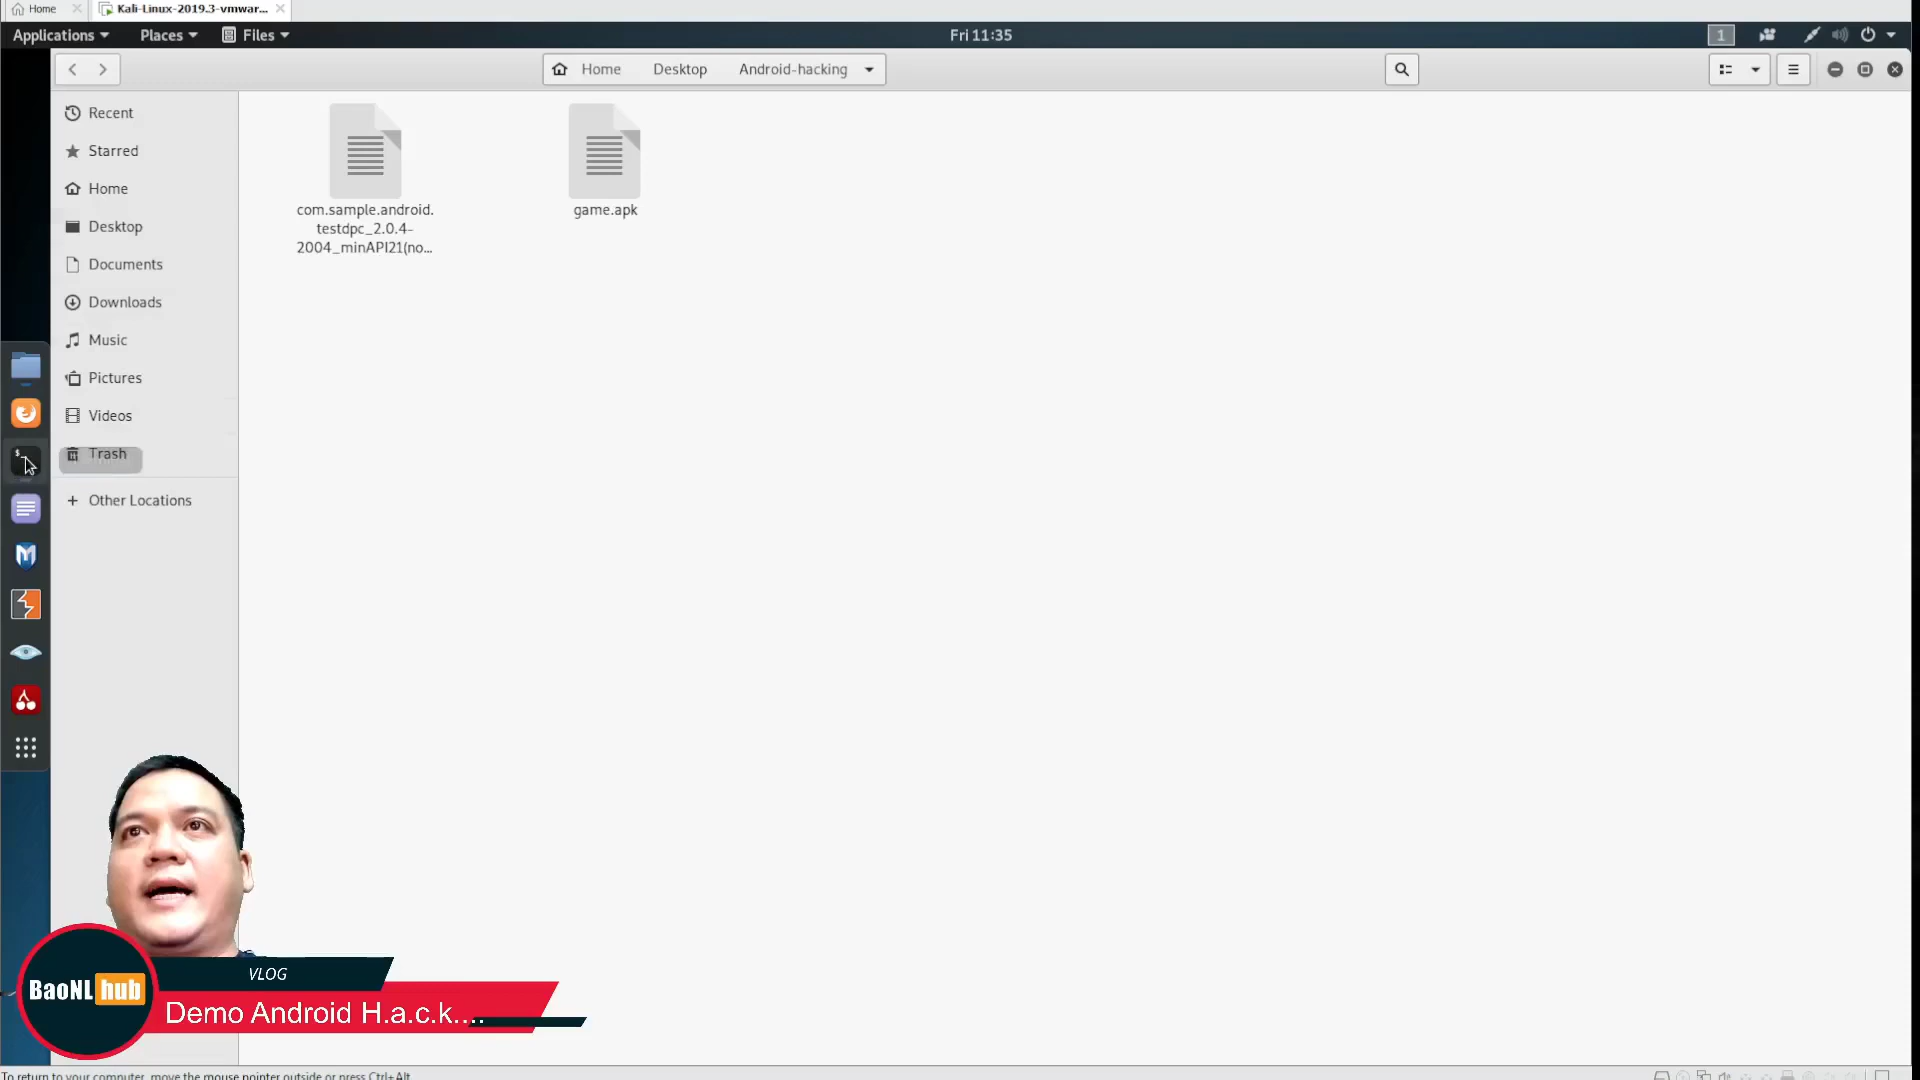 Home
Kali-Linux-2019.3-vmwar...
Applications
Places
Files
Fri 11:35
1
Home
Desktop
Android-hacking
Recent
Starred
Home
Desktop
Documents
Downloads
Music
Pictures
Videos
Trash
Other Locations
com.sample.android.
testdpc_2.0.4-
2004_minAPI21(no...
game.apk
VLOG
BaoNL hub
Demo Android H.a.c.k....
To return to your computer, move the mouse pointer outside or press Ctrl+Alt.